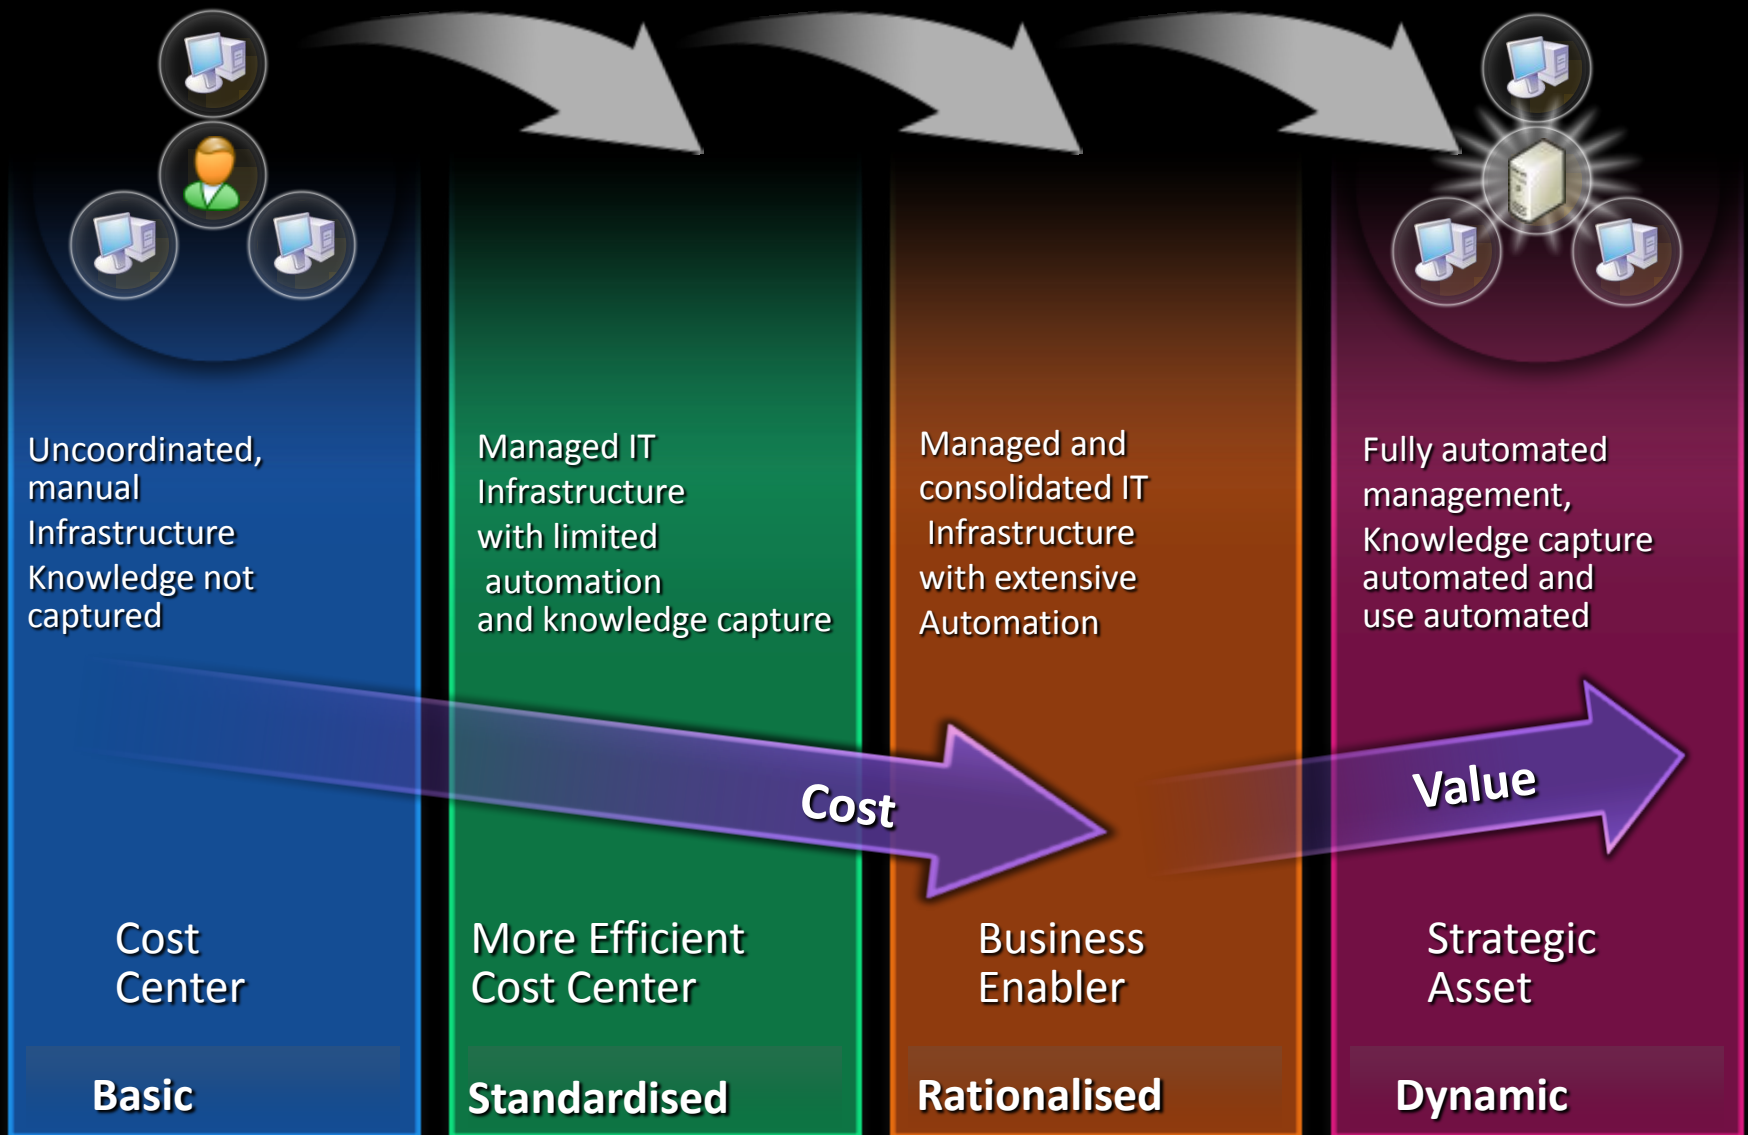 Uncoordinated,
manual
Infrastructure
Knowledge not
captured
Managed IT
Infrastructure
with limited
automation
and knowledge capture
Managed and
consolidated IT
Infrastructure
with extensive
Automation
Fully automated
management,
Knowledge capture
automated and
use automated
Cost
Value
Cost
Center
More Efficient
Cost Center
Business
Enabler
Strategic
Asset
Basic
Standardised
Rationalised
Dynamic